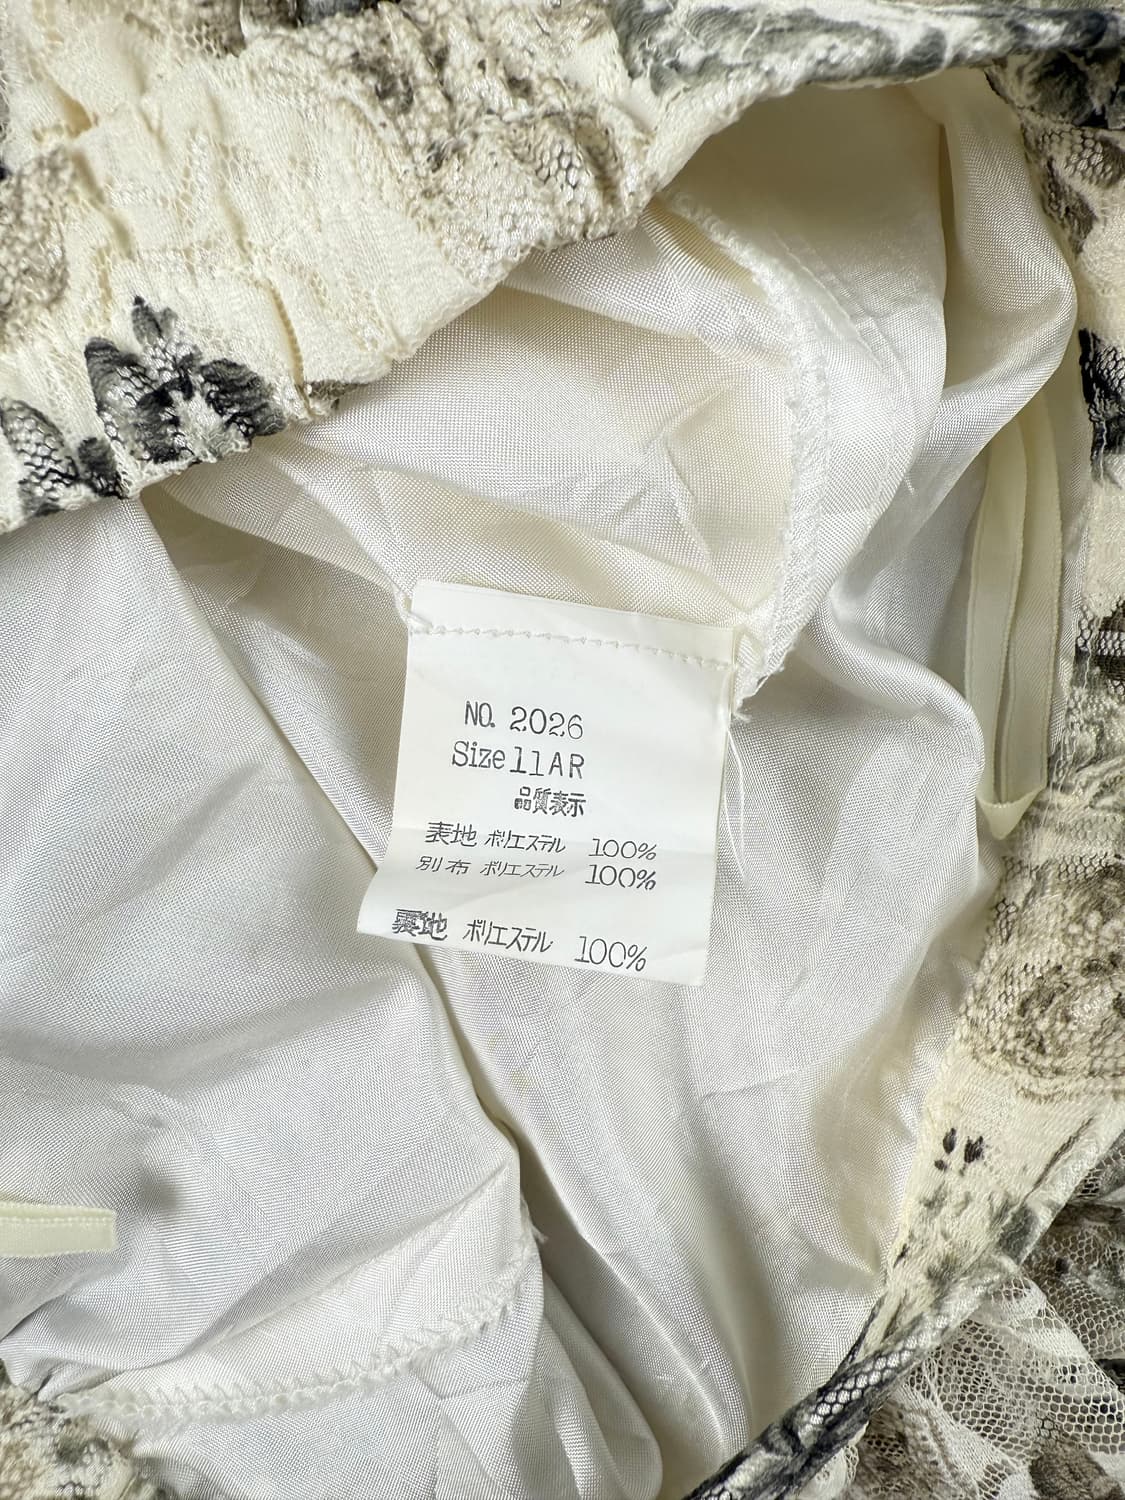 NO. 2026
Size 11AR
品質表示
表地 ポリエステル 100%
別布 ポリエステル 100%
裏地 ポリエステル 100%